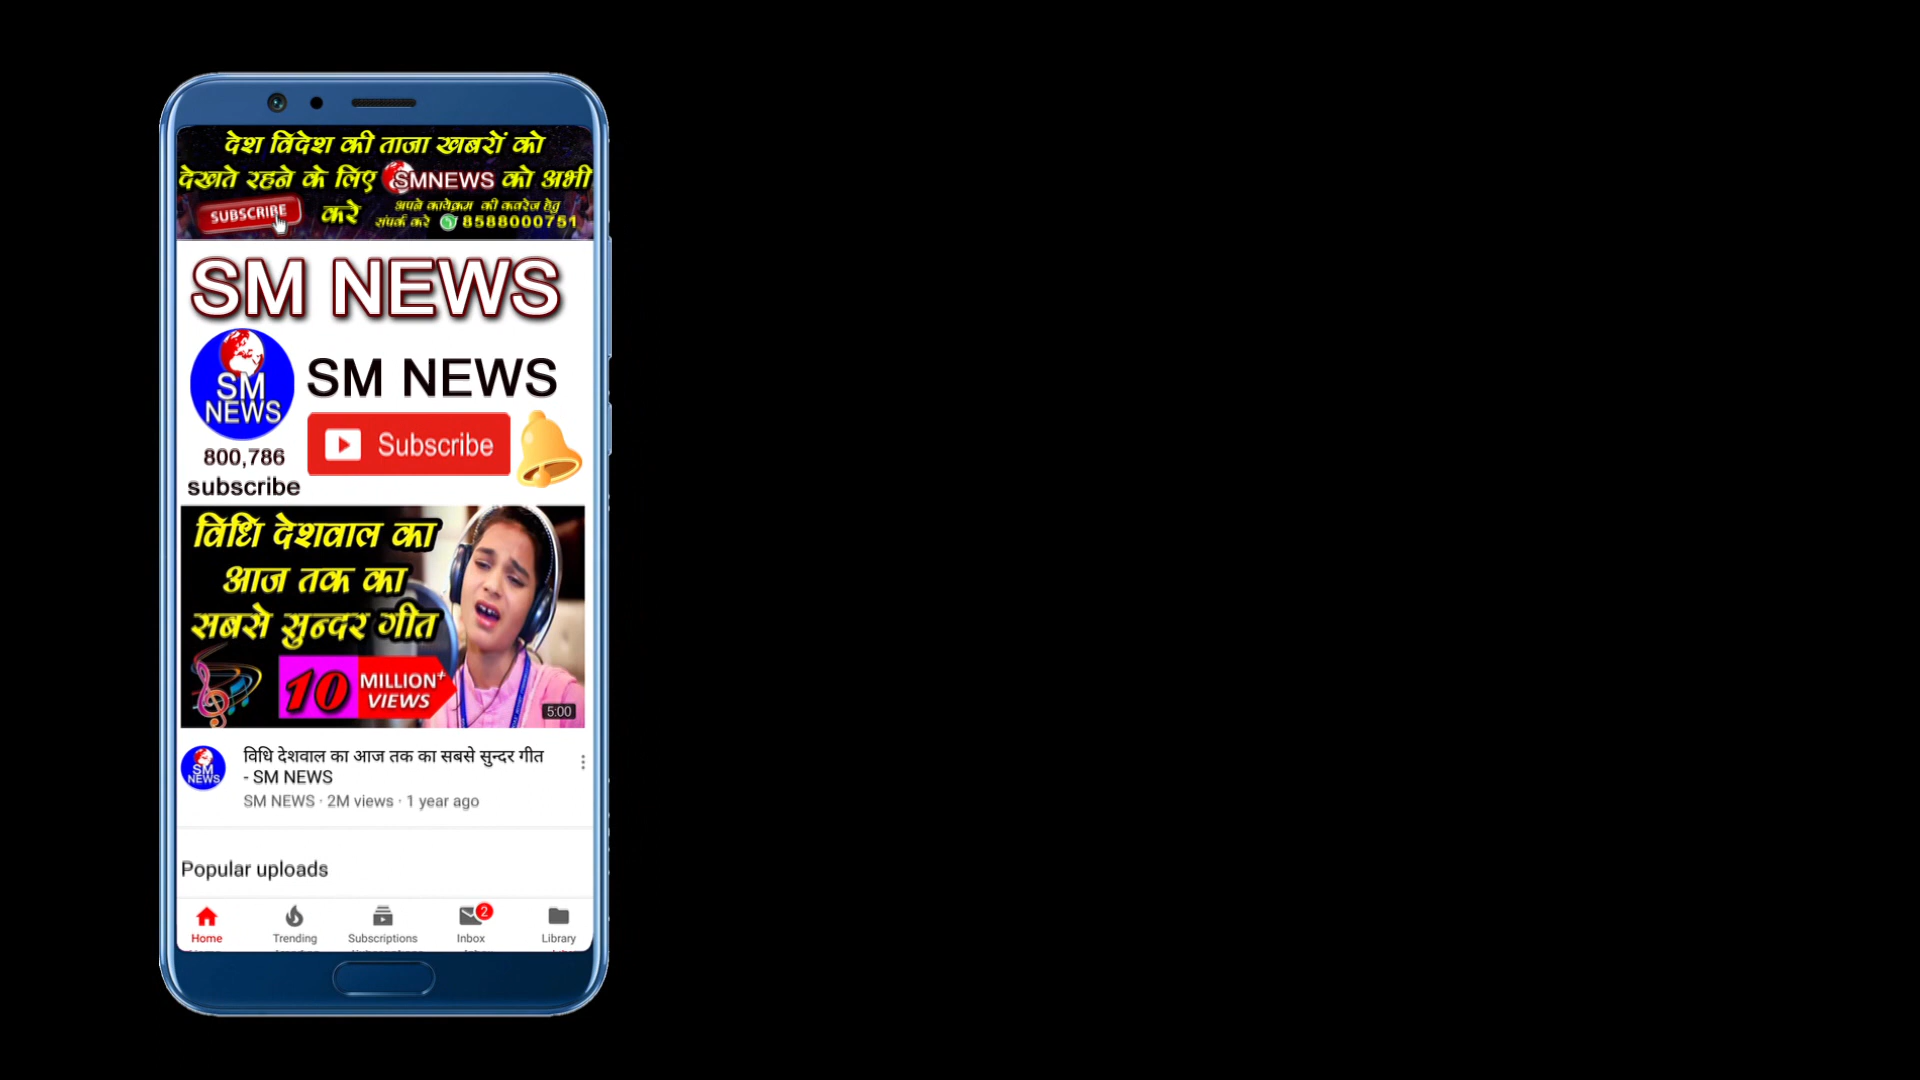 देश विदेश की ताजा खबरों को
देखते रहने के लिए SMNEWS को अभी
SUBSCRIBE करे
अपने कार्यक्रम की कवरेज हेतु
संपर्क करे 8588000751
SM NEWS
SM NEWS
SM NEWS
Subscribe
800,786
subscribe
विधि देशवाल का
आज तक का
सबसे सुन्दर गीत
10 MILLION+ VIEWS
5:00
SM NEWS
विधि देशवाल का आज तक का सबसे सुन्दर गीत
- SM NEWS
SM NEWS · 2M views · 1 year ago
Popular uploads
2
Home Trending Subscriptions Inbox Library